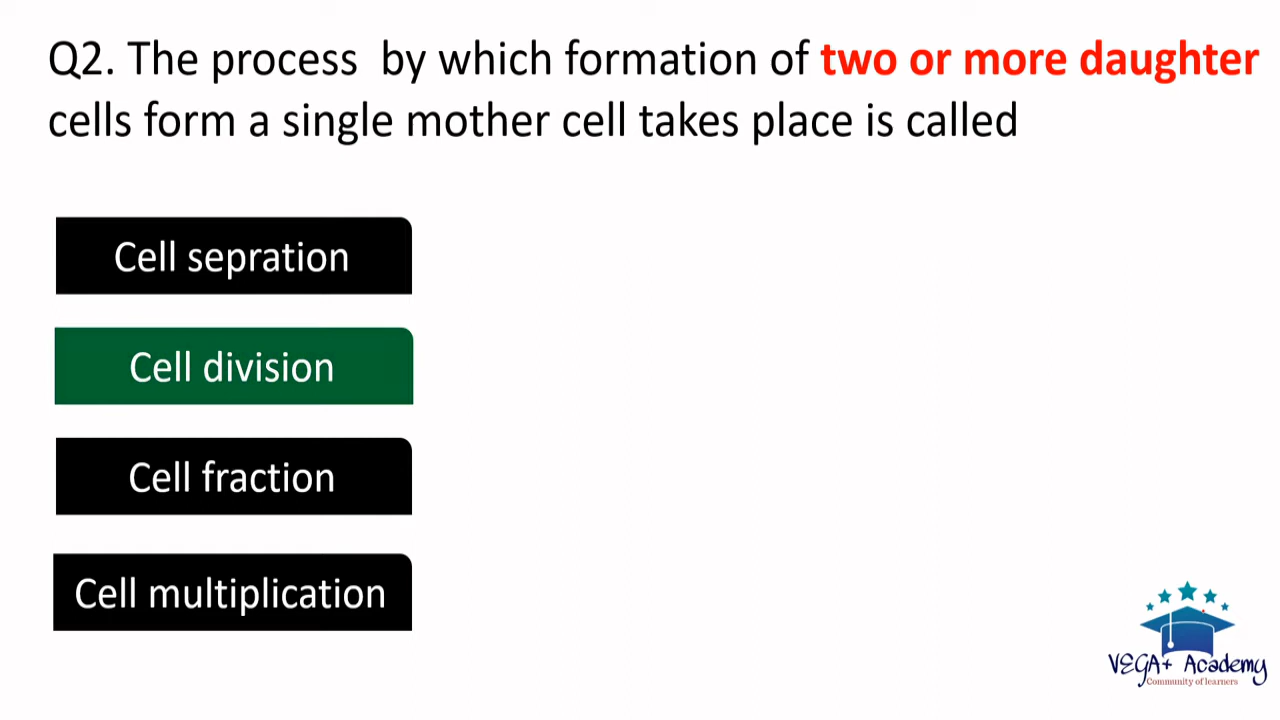 Q2. The process by which formation of two or more daughter
cells form a single mother cell takes place is called
Cell sepration
Cell division
Cell fraction
Cell multiplication
VEGA+ Academy
Community of learners